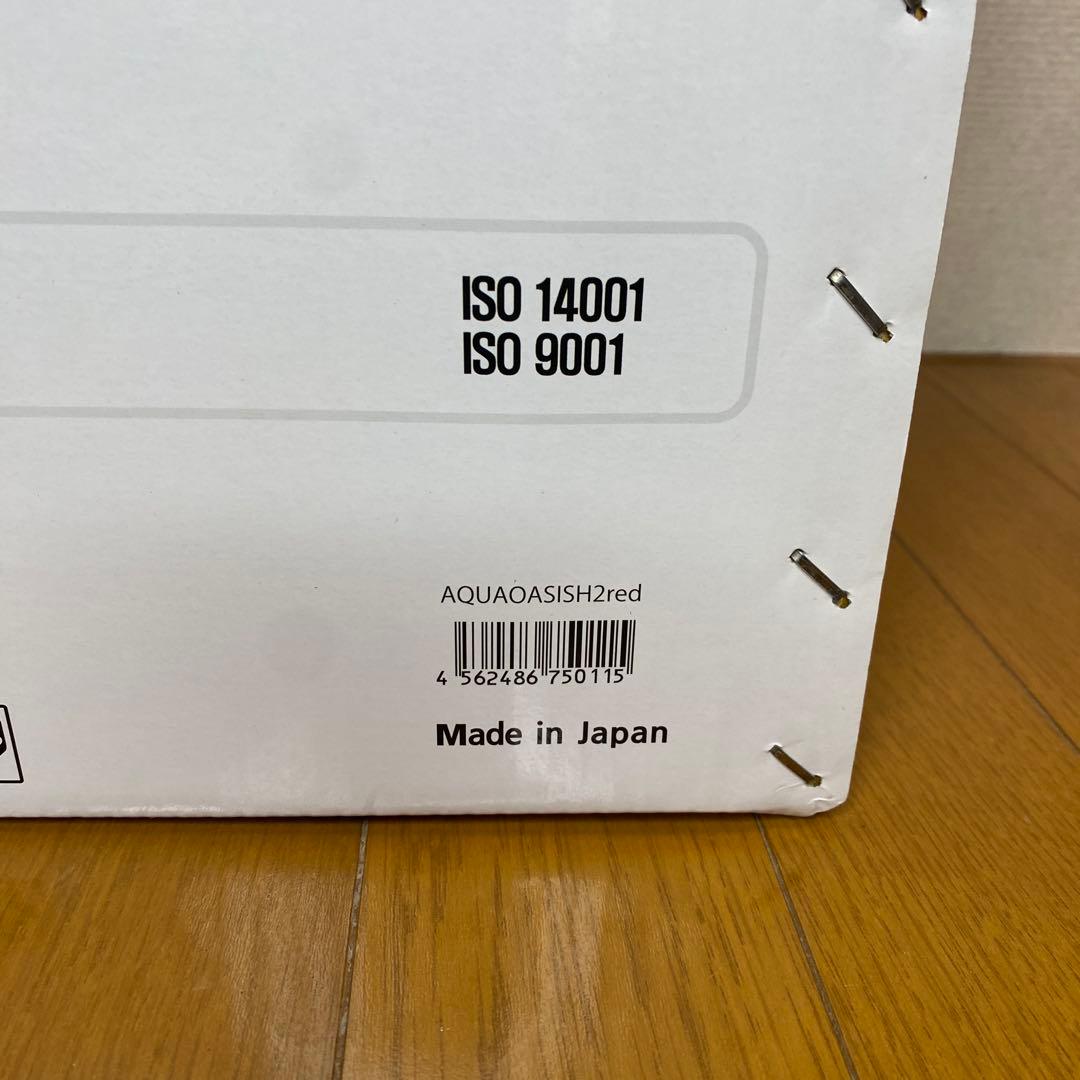 ISO 14001
ISO 9001
AQUAOASISH2red
4 562486 750115
Made in Japan